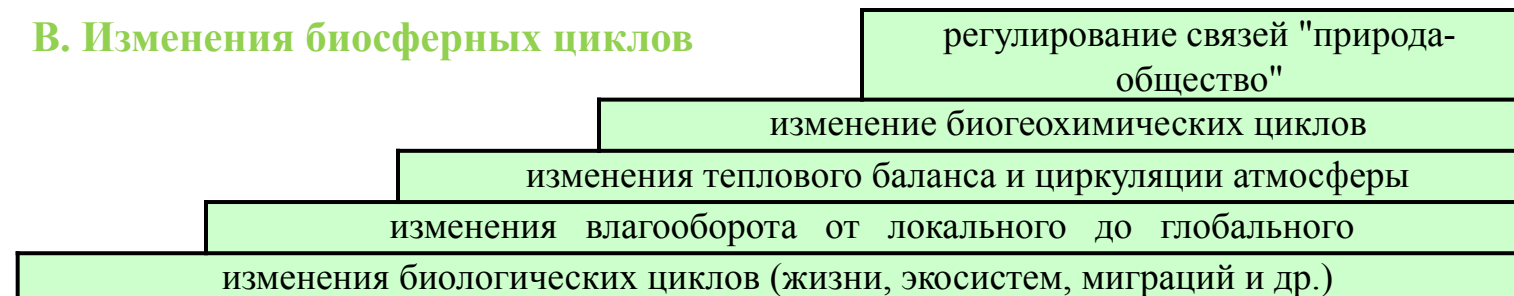 В. Изменения биосферных циклов
регулирование связей "природа-
общество"
изменение биогеохимических циклов
изменения теплового баланса и циркуляции атмосферы
изменения влагооборота от локального до глобального
изменения биологических циклов (жизни, экосистем, миграций и др.)